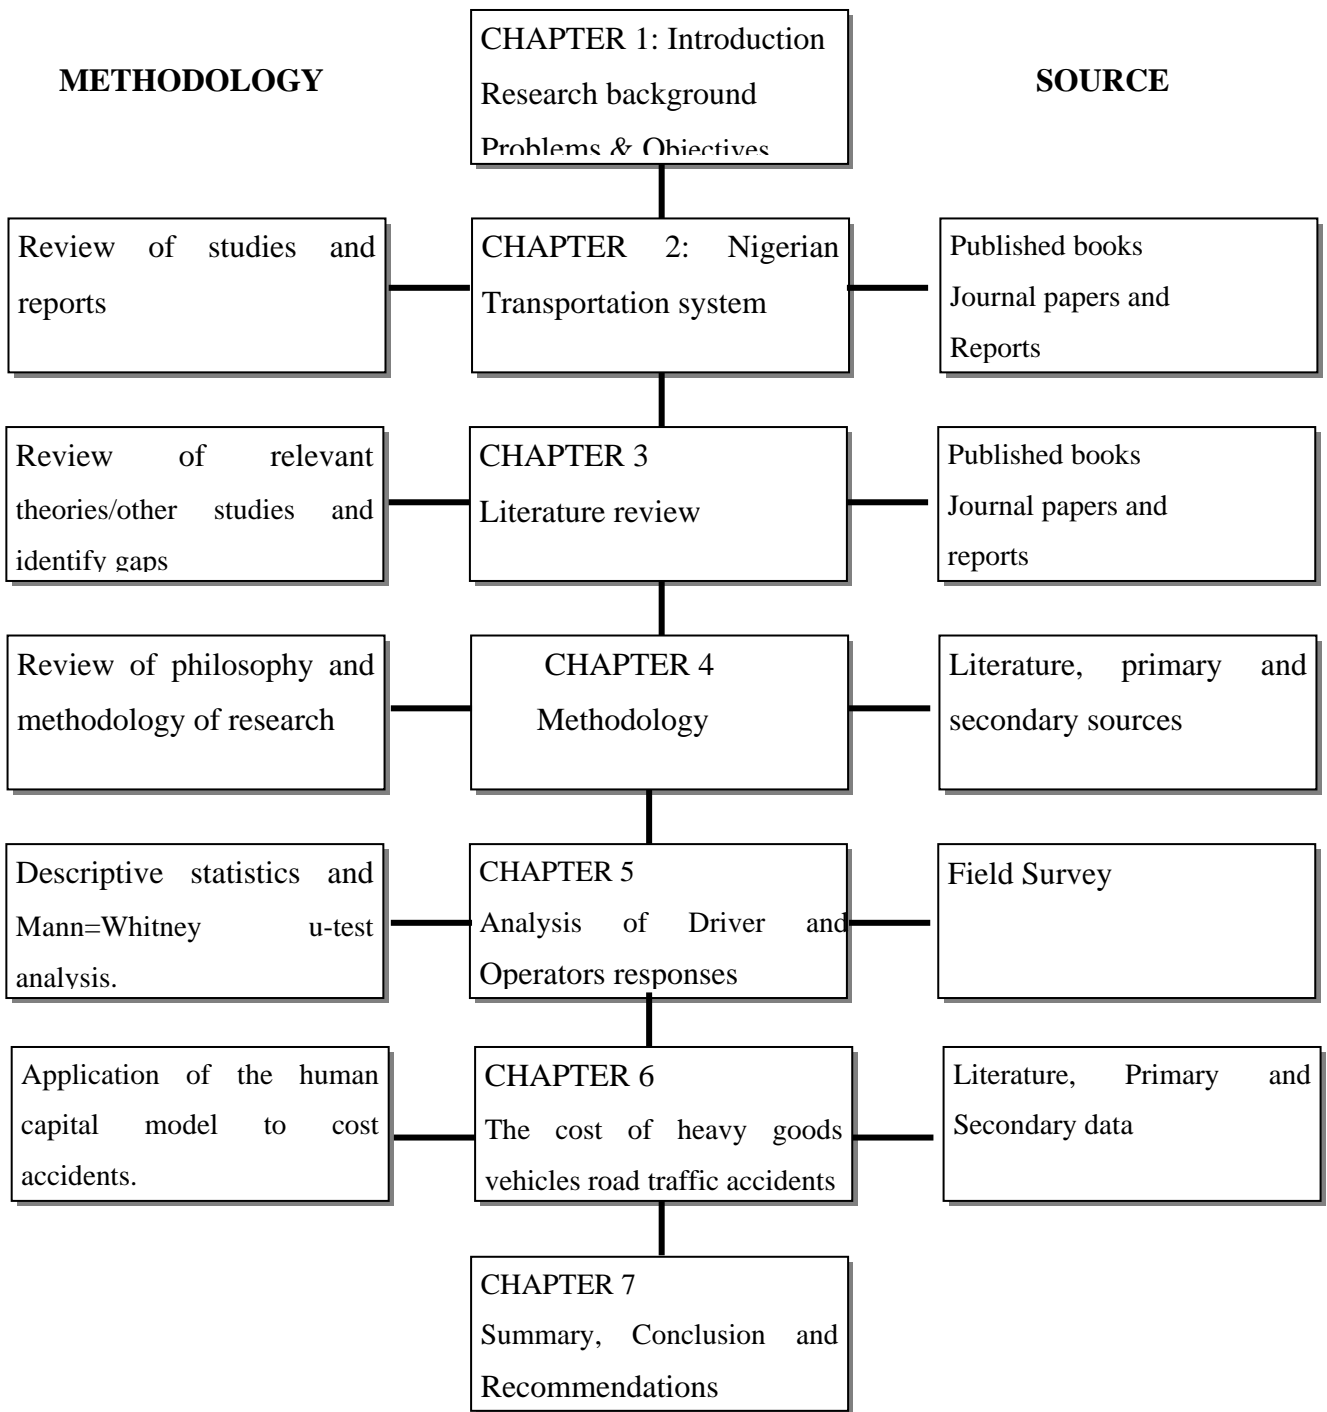 METHODOLOGY
SOURCE
CHAPTER 1: Introduction
Research background
Problems & Objectives
Review of studies and
reports
CHAPTER 2: Nigerian
Transportation system
Published books
Journal papers and
Reports
Review of relevant
theories/other studies and
identify gaps
CHAPTER 3
Literature review
Published books
Journal papers and
reports
Review of philosophy and
methodology of research
CHAPTER 4
Methodology
Literature, primary and
secondary sources
Descriptive statistics and
Mann=Whitney u-test
analysis.
CHAPTER 5
Analysis of Driver and
Operators responses
Field Survey
Application of the human
capital model to cost
accidents.
CHAPTER 6
The cost of heavy goods
vehicles road traffic accidents
Literature, Primary and
Secondary data
CHAPTER 7
Summary, Conclusion and
Recommendations